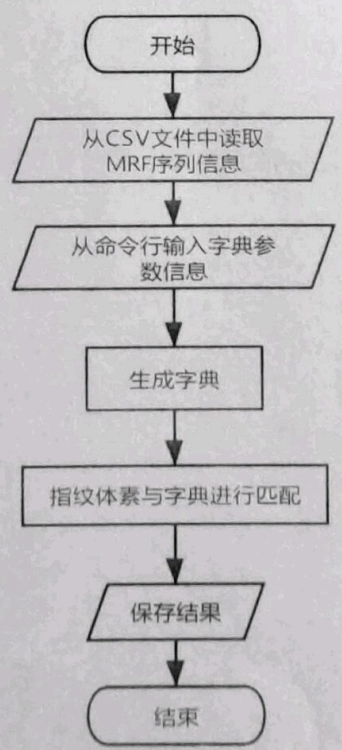 开始
从CSV文件中读取
MRF序列信息
从命令行输入字典参
数信息
生成字典
指纹体素与字典进行匹配
保存结果
结束